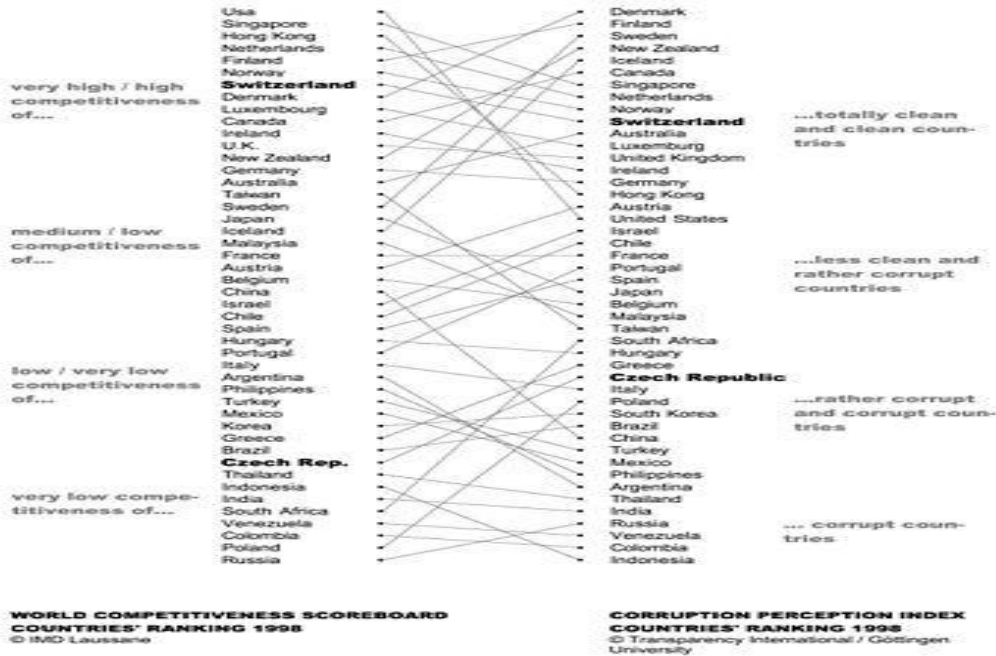 Usa
Singapore
Hong Kong
Netherlands
Finland
Norway
Switzerland
Denmark
Luxembourg
Canada
Ireland
U.K.
New Zealand
Germany
Australia
Taiwan
Sweden
Japan
Iceland
Malaysia
France
Austria
Belgium
China
Israel
Chile
Spain
Hungary
Portugal
Italy
Argentina
Philippines
Turkey
Mexico
Korea
Greece
Brazil
Czech Rep.
Thailand
Indonesia
India
South Africa
Venezuela
Colombia
Poland
Russia
very high / high
competitiveness
of...
medium / low
competitiveness
of...
low / very low
competitiveness
of...
very low compe-
titiveness of...
Denmark
Finland
Sweden
New Zealand
Iceland
Canada
Singapore
Netherlands
Norway
Switzerland
Australia
Luxemburg
United Kingdom
Ireland
Germany
Hong Kong
Austria
United States
Israel
Chile
France
Portugal
Spain
Japan
Belgium
Malaysia
Taiwan
South Africa
Hungary
Greece
Czech Republic
Italy
Poland
South Korea
Brazil
China
Turkey
Mexico
Philippines
Argentina
Thailand
India
Russia
Venezuela
Colombia
Indonesia
...totally clean
and clean coun-
tries
...less clean and
rather corrupt
countries
...rather corrupt
and corrupt coun-
tries
... corrupt coun-
tries
WORLD COMPETITIVENESS SCOREBOARD
COUNTRIES' RANKING 1998
© IMD Laussane
CORRUPTION PERCEPTION INDEX
COUNTRIES' RANKING 1998
© Transparency International / Göttingen
University